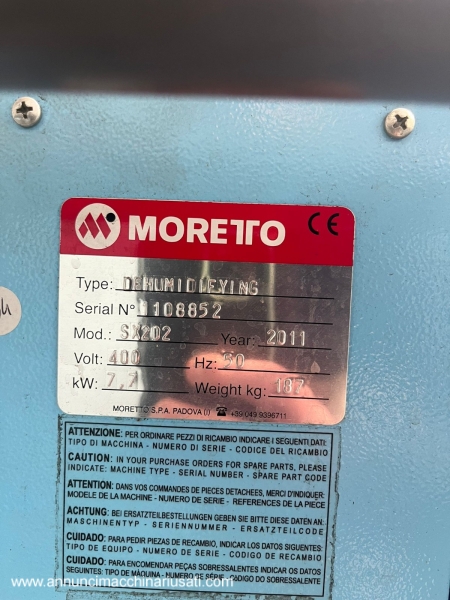 MORETTO CE
Type: DEHUMIDIFYING
Serial N° 1108852
Mod.: SX202 Year: 2011
Volt: 400 Hz: 50
kW: 7,7 Weight kg: 187
MORETTO S.P.A. PADOVA (I) ☎ +39 049 9396711
ATTENZIONE: PER ORDINARE PEZZI DI RICAMBIO INDICARE I SEGUENTI DATI:
TIPO DI MACCHINA - NUMERO DI SERIE - CODICE DEL RICAMBIO
CAUTION: IN YOUR PURCHASE ORDERS FOR SPARE PARTS, PLEASE
INDICATE: MACHINE TYPE - SERIAL NUMBER - SPARE PART CODE
ATTENTION: DANS VOS COMMANDES DE PIECES DETACHEES, MERCI D'INDIQUER:
MODELE DE LA MACHINE - NUMERO DE SERIE - REFERENCES DE LA PIECE
ACHTUNG: BEI ERSATZTEILBESTELLUNGEN GEBEN SIE BITTE DIESE DATEN AN:
MASCHINENTYP - SERIENNUMMER - ERSATZTEILCODE
CUIDADO: PARA PEDIR PIEZAS DE RECAMBIO, INDICAR LOS DATOS SIGUIENTES:
TIPO DE EQUIPO - NUMERO DE SERIE - CODIGO DE RECAMBIO
CUIDADO: PARA ENCOMENDAR PEÇAS SOBRESALENTES INDICAR OS DATOS
SEGUINTES: TIPO DE MÁQUINA - NUMERO DE SÉRIE - CÓDIGO DO SOBRESSALENTE
www.annuncimacchinariusati.com